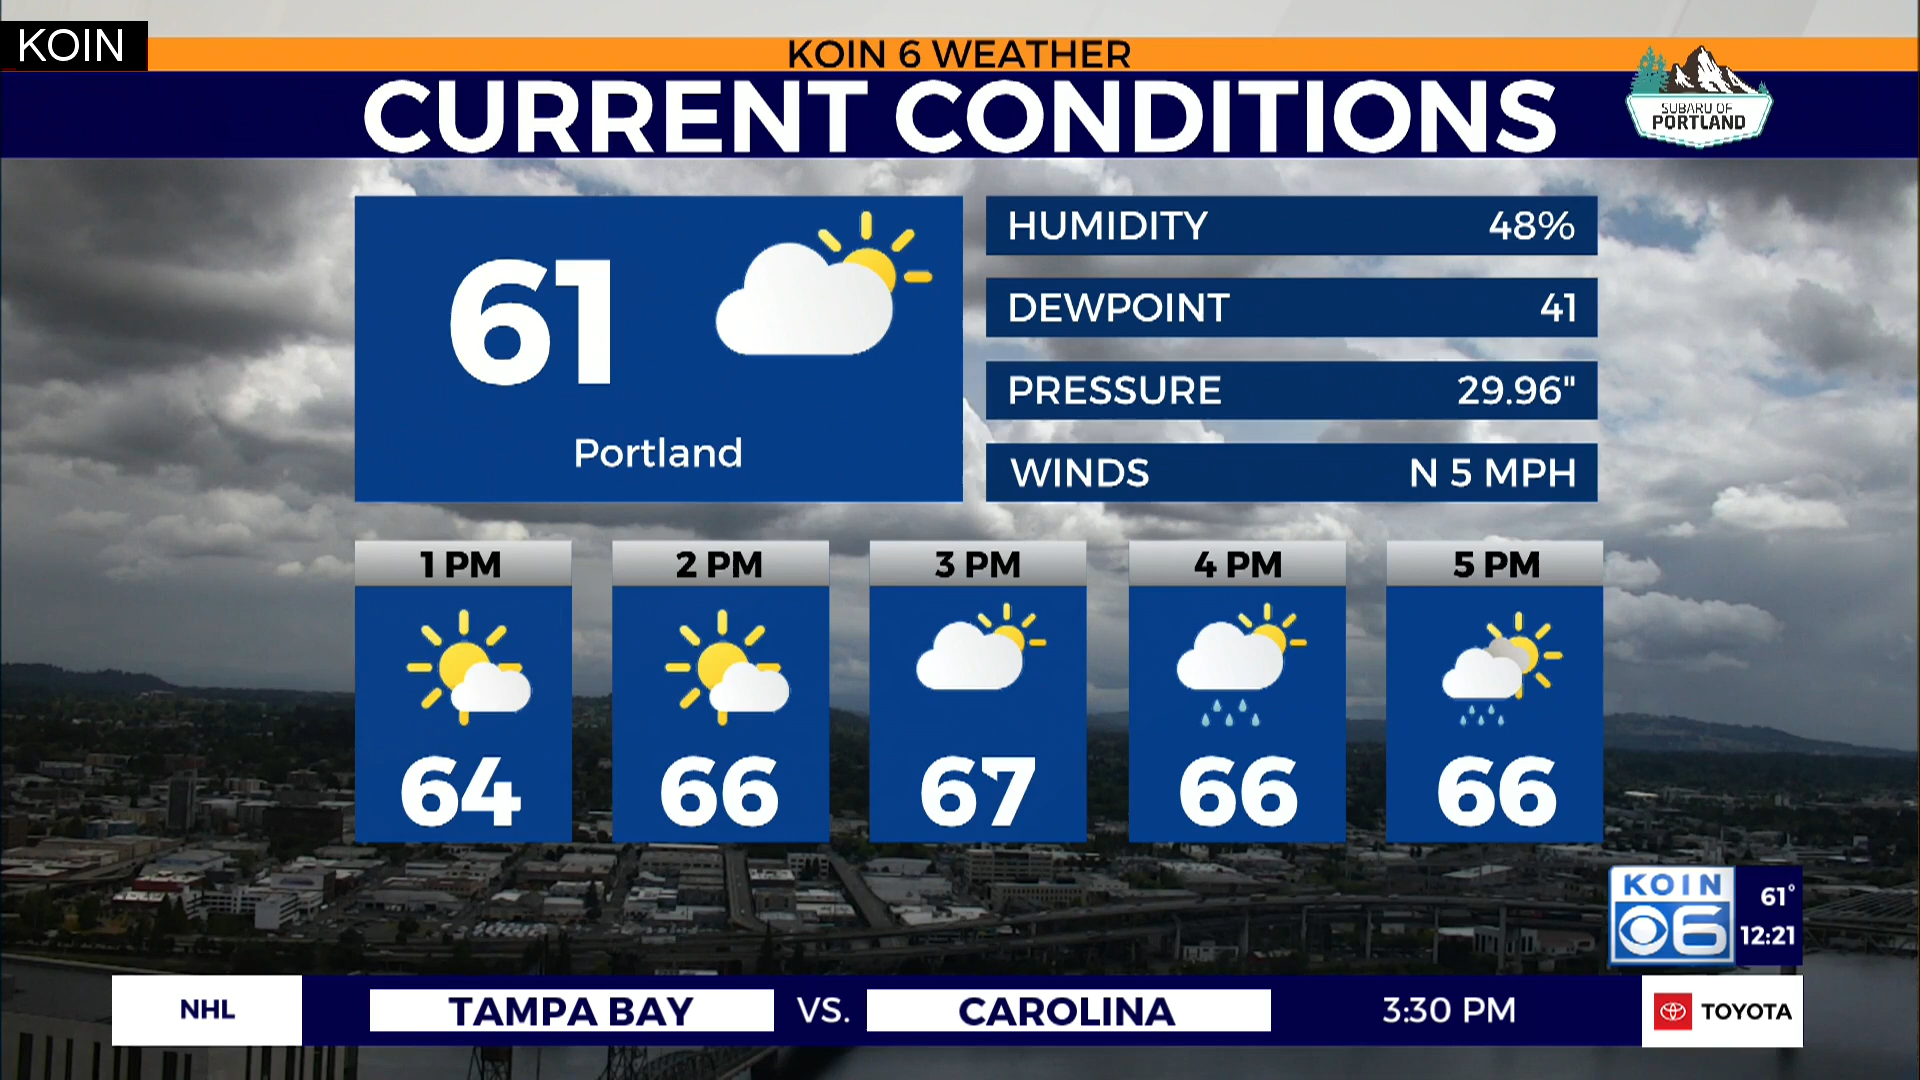 KOIN
KOIN 6 WEATHER
CURRENT CONDITIONS
SUBARU OF
PORTLAND
61
Portland
HUMIDITY 48%
DEWPOINT 41
PRESSURE 29.96"
WINDS N 5 MPH
1 PM 2 PM 3 PM 4 PM 5 PM
64 66 67 66 66
KOIN
6
61°
12:21
NHL TAMPA BAY VS. CAROLINA 3:30 PM TOYOTA